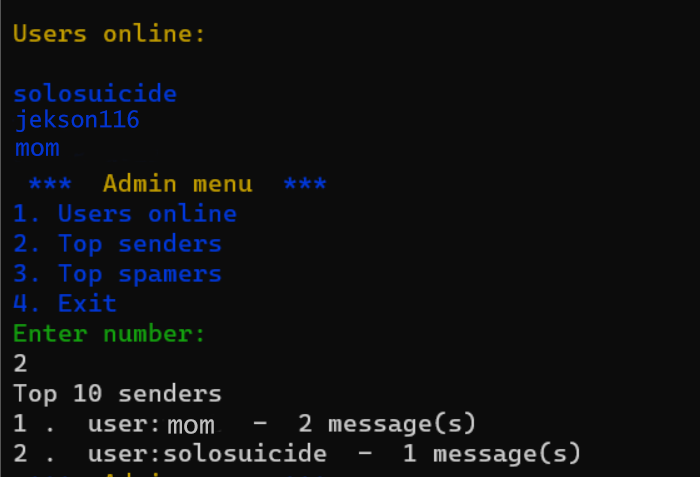 Users online:
solosuicide
jekson116
mom
*** Admin menu ***
1. Users online
2. Top senders
3. Top spamers
4. Exit
Enter number:
2
Top 10 senders
1 . user:mom - 2 message(s)
2 . user:solosuicide - 1 message(s)